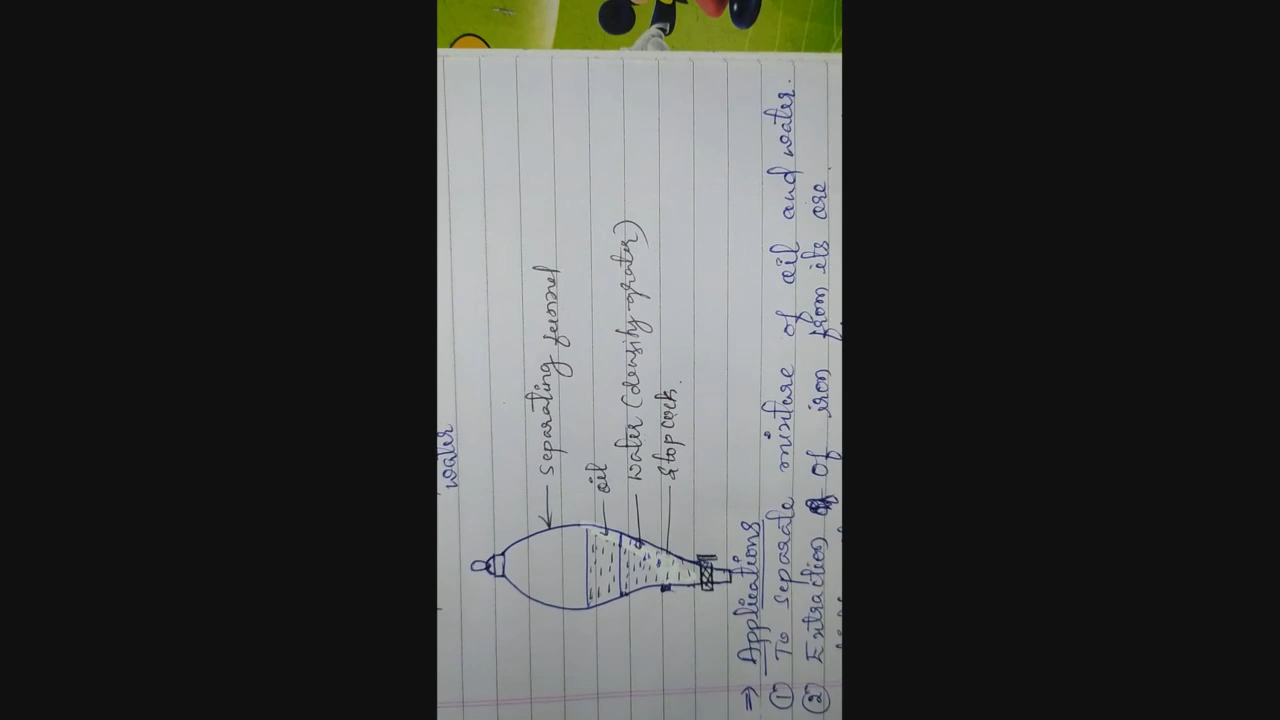 water
separating funnel
oil
water (density grater)
stop cock.
⇒ Applications
① To separate mixture of oil and water.
② Extraction of iron from its ore.